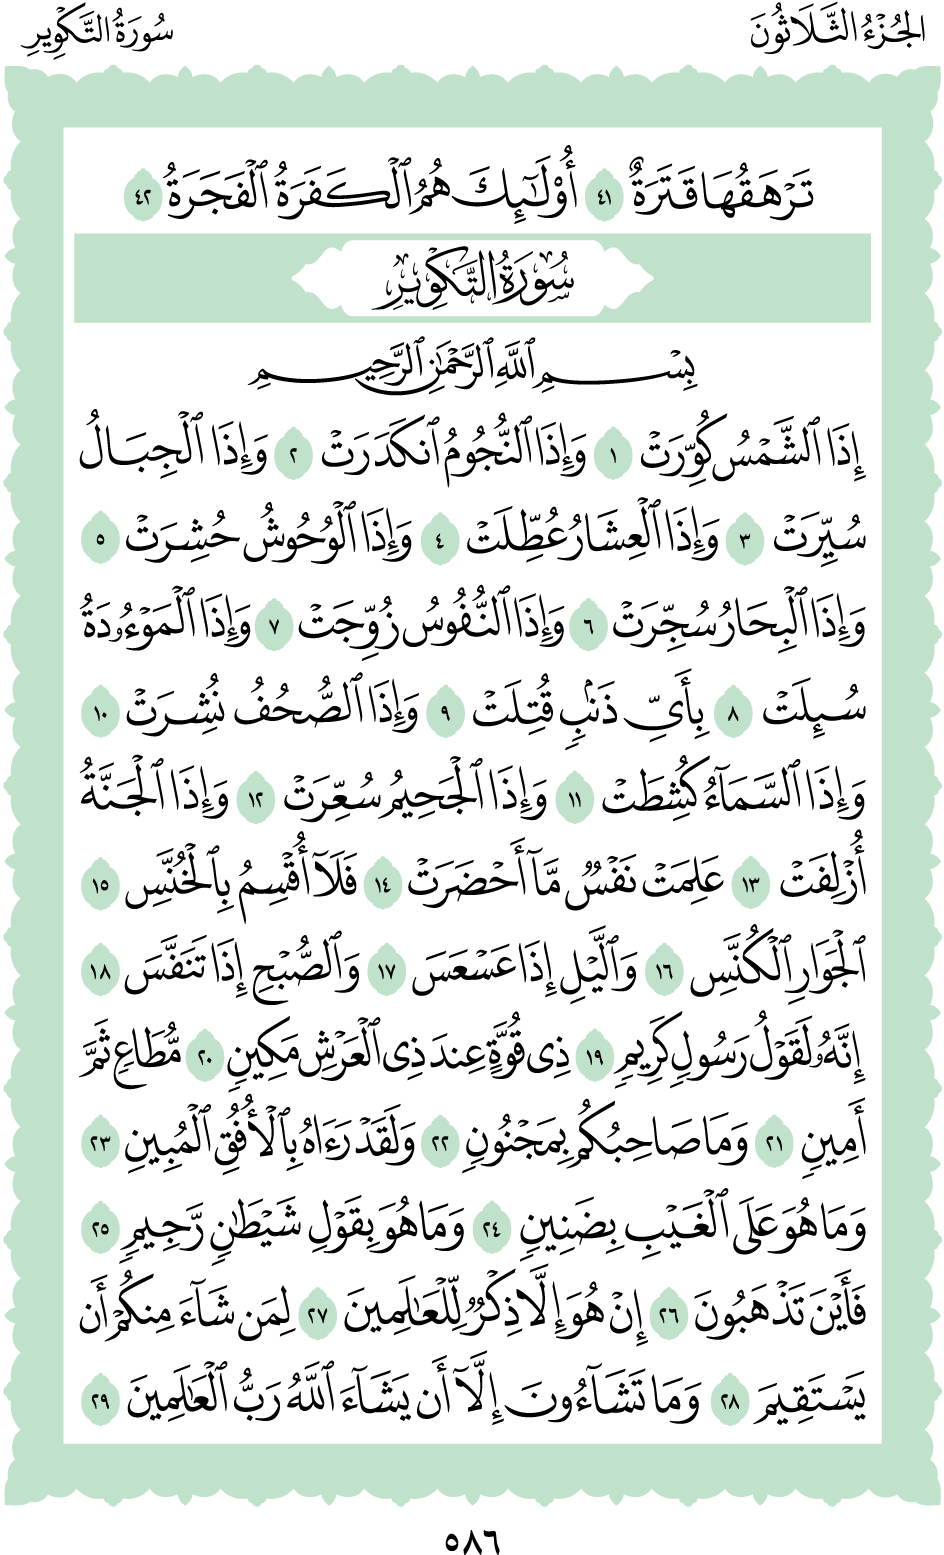 الجُزْءُ الثَّلَاثُونَ
سُورَةُ التَّكْوِيرِ
تَرْهَقُهَا قَتَرَةٌ ٤١ أُوْلَـٰٓئِكَ هُمُ ٱلْكَفَرَةُ ٱلْفَجَرَةُ ٤٢
سُورَةُ التَّكْوِيرِ
بِسْمِ ٱللَّهِ ٱلرَّحْمَـٰنِ ٱلرَّحِيمِ
إِذَا ٱلشَّمْسُ كُوِّرَتْ ١ وَإِذَا ٱلنُّجُومُ ٱنكَدَرَتْ ٢ وَإِذَا ٱلْجِبَالُ
سُيِّرَتْ ٣ وَإِذَا ٱلْعِشَارُ عُطِّلَتْ ٤ وَإِذَا ٱلْوُحُوشُ حُشِرَتْ ٥
وَإِذَا ٱلْبِحَارُ سُجِّرَتْ ٦ وَإِذَا ٱلنُّفُوسُ زُوِّجَتْ ٧ وَإِذَا ٱلْمَوْءُۥدَةُ
سُئِلَتْ ٨ بِأَىِّ ذَنۢبٍ قُتِلَتْ ٩ وَإِذَا ٱلصُّحُفُ نُشِرَتْ ١٠
وَإِذَا ٱلسَّمَآءُ كُشِطَتْ ١١ وَإِذَا ٱلْجَحِيمُ سُعِّرَتْ ١٢ وَإِذَا ٱلْجَنَّةُ
أُزْلِفَتْ ١٣ عَلِمَتْ نَفْسٌ مَّآ أَحْضَرَتْ ١٤ فَلَآ أُقْسِمُ بِٱلْخُنَّسِ ١٥
ٱلْجَوَارِ ٱلْكُنَّسِ ١٦ وَٱلَّيْلِ إِذَا عَسْعَسَ ١٧ وَٱلصُّبْحِ إِذَا تَنَفَّسَ ١٨
إِنَّهُۥ لَقَوْلُ رَسُولٍ كَرِيمٍ ١٩ ذِى قُوَّةٍ عِندَ ذِى ٱلْعَرْشِ مَكِينٍ ٢٠ مُّطَاعٍ ثَمَّ
أَمِينٍ ٢١ وَمَا صَاحِبُكُم بِمَجْنُونٍ ٢٢ وَلَقَدْ رَءَاهُ بِٱلْأُفُقِ ٱلْمُبِينِ ٢٣
وَمَا هُوَ عَلَى ٱلْغَيْبِ بِضَنِينٍ ٢٤ وَمَا هُوَ بِقَوْلِ شَيْطَـٰنٍ رَّجِيمٍ ٢٥
فَأَيْنَ تَذْهَبُونَ ٢٦ إِنْ هُوَ إِلَّا ذِكْرٌ لِّلْعَـٰلَمِينَ ٢٧ لِمَن شَآءَ مِنكُمْ أَن
يَسْتَقِيمَ ٢٨ وَمَا تَشَآءُونَ إِلَّآ أَن يَشَآءَ ٱللَّهُ رَبُّ ٱلْعَـٰلَمِينَ ٢٩
٥٨٦